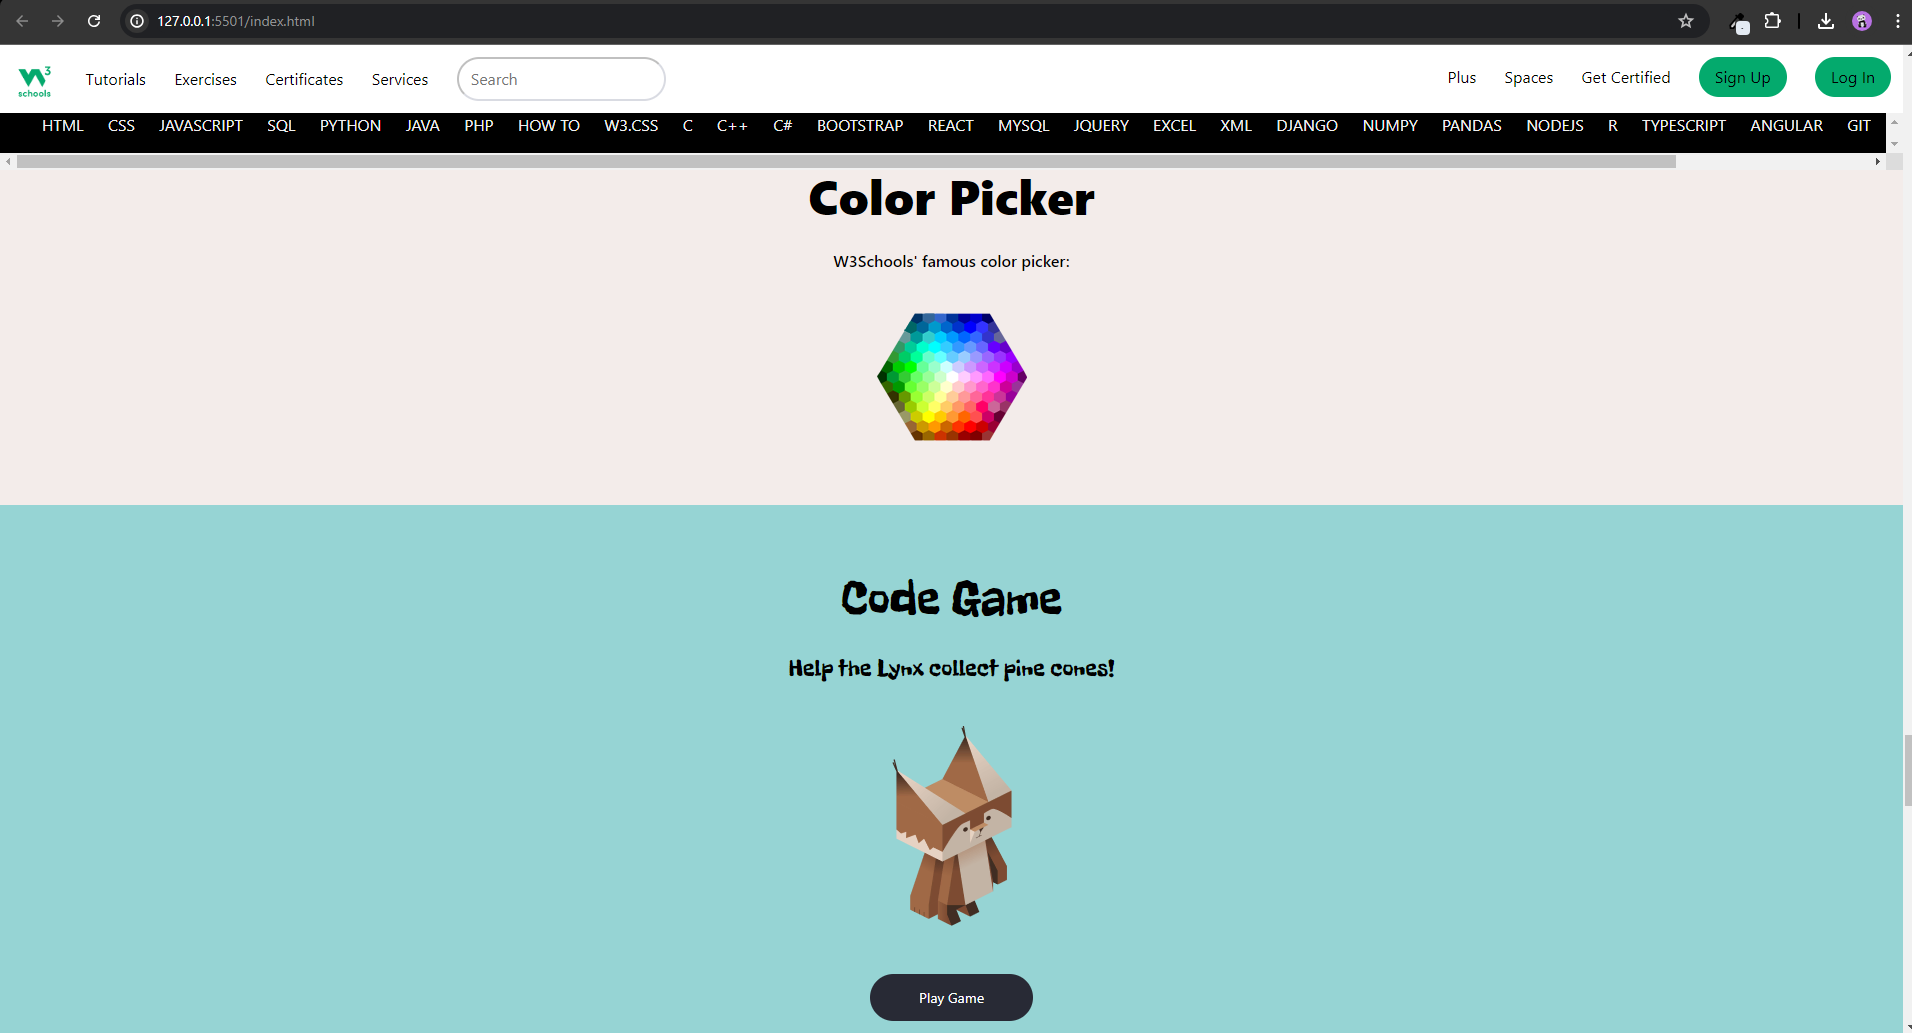 127.0.0.1:5501/index.html
W3 schools Tutorials Exercises Certificates Services Search Plus Spaces Get Certified Sign Up Log In
HTML CSS JAVASCRIPT SQL PYTHON JAVA PHP HOW TO W3.CSS C C++ C# BOOTSTRAP REACT MYSQL JQUERY EXCEL XML DJANGO NUMPY PANDAS NODEJS R TYPESCRIPT ANGULAR GIT
Color Picker
W3Schools' famous color picker:
Code Game
Help the Lynx collect pine cones!
Play Game